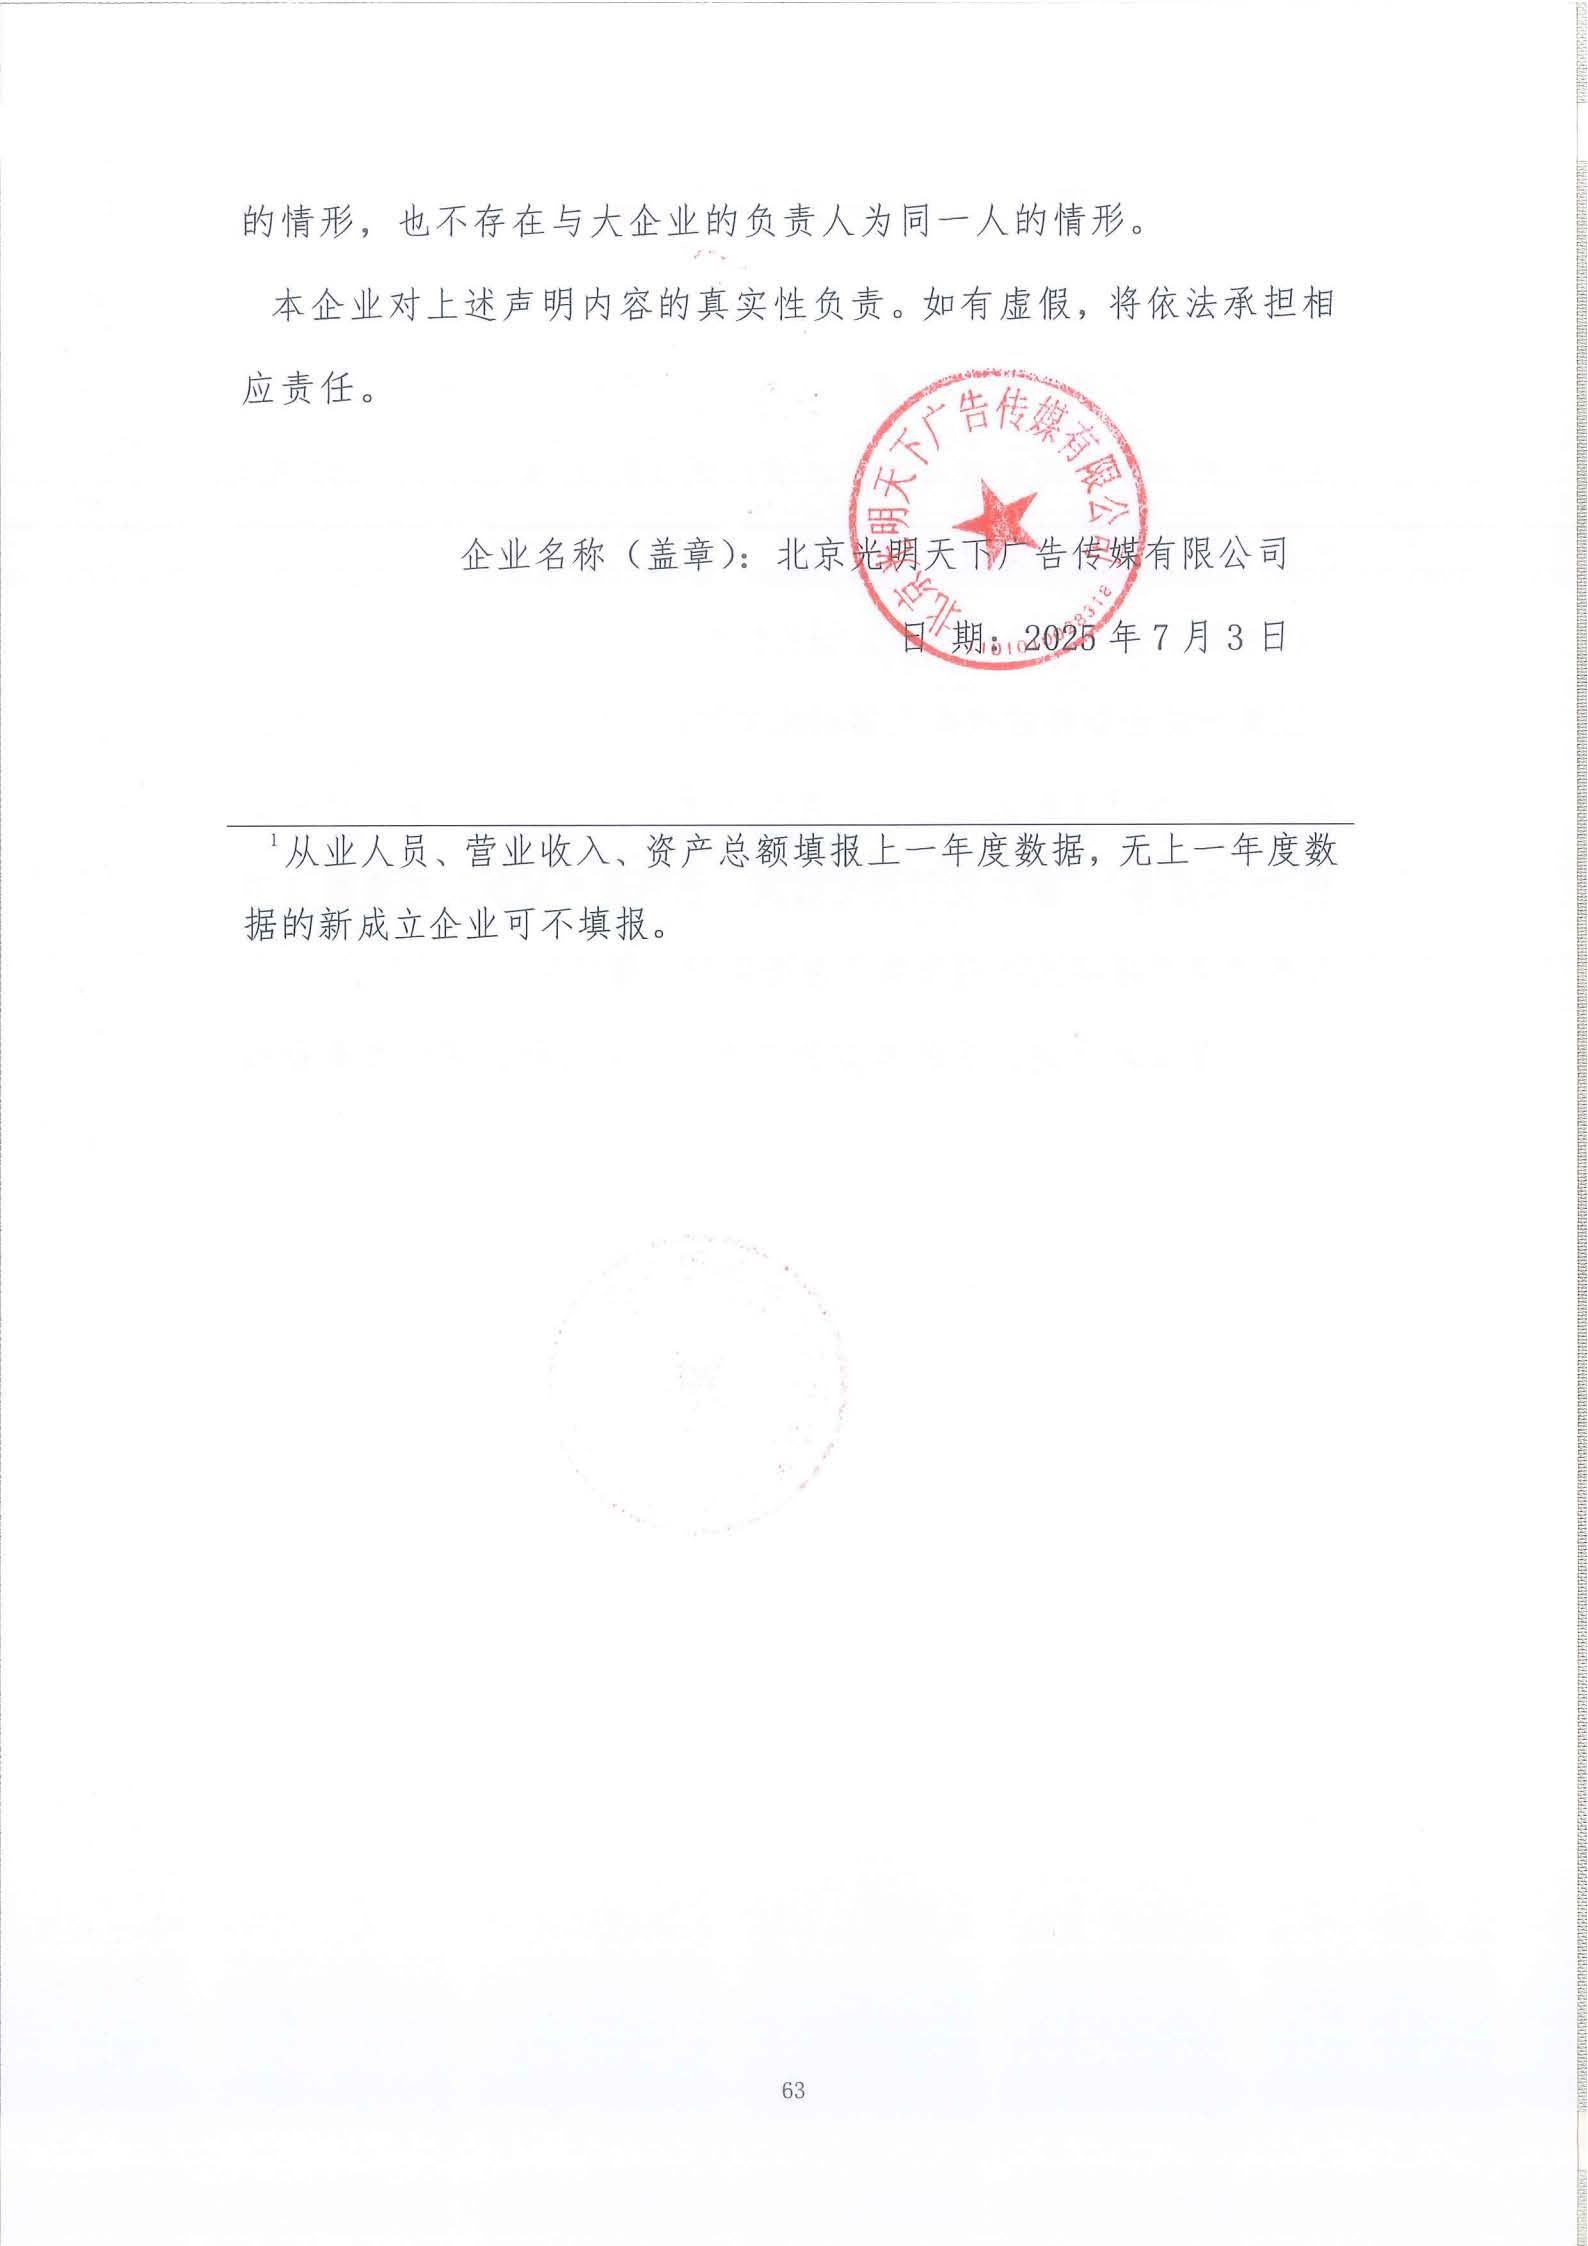 的情形，也不存在与大企业的负责人为同一人的情形。
本企业对上述声明内容的真实性负责。如有虚假，将依法承担相
应责任。
北京光明天下广告传媒有限公司
企业名称（盖章）：北京光明天下广告传媒有限公司
日 期：2025年7月3日
¹从业人员、营业收入、资产总额填报上一年度数据，无上一年度数
据的新成立企业可不填报。
63